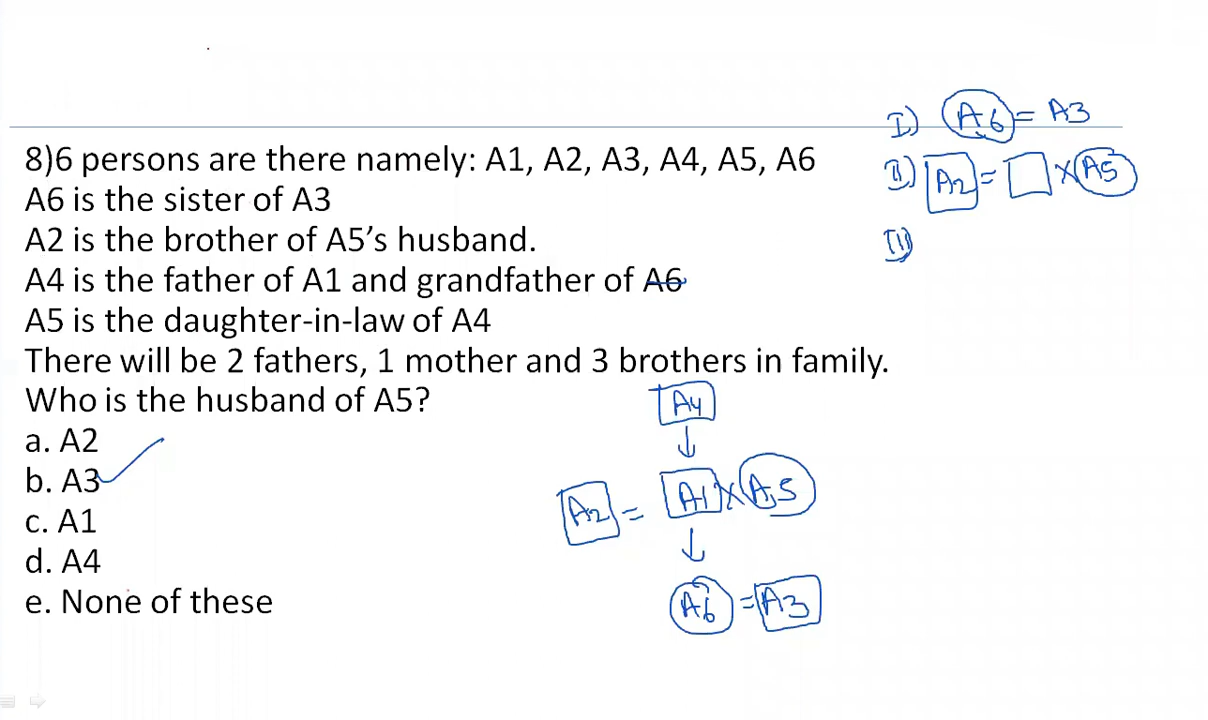 I) A6 = A3
8)6 persons are there namely: A1, A2, A3, A4, A5, A6
II) A2 = × A5
A6 is the sister of A3
A2 is the brother of A5's husband.
III)
A4 is the father of A1 and grandfather of A6
A5 is the daughter-in-law of A4
There will be 2 fathers, 1 mother and 3 brothers in family.
Who is the husband of A5?
A4
a. A2
b. A3
A2 = A1 × A5
c. A1
d. A4
e. None of these
A6 = A3